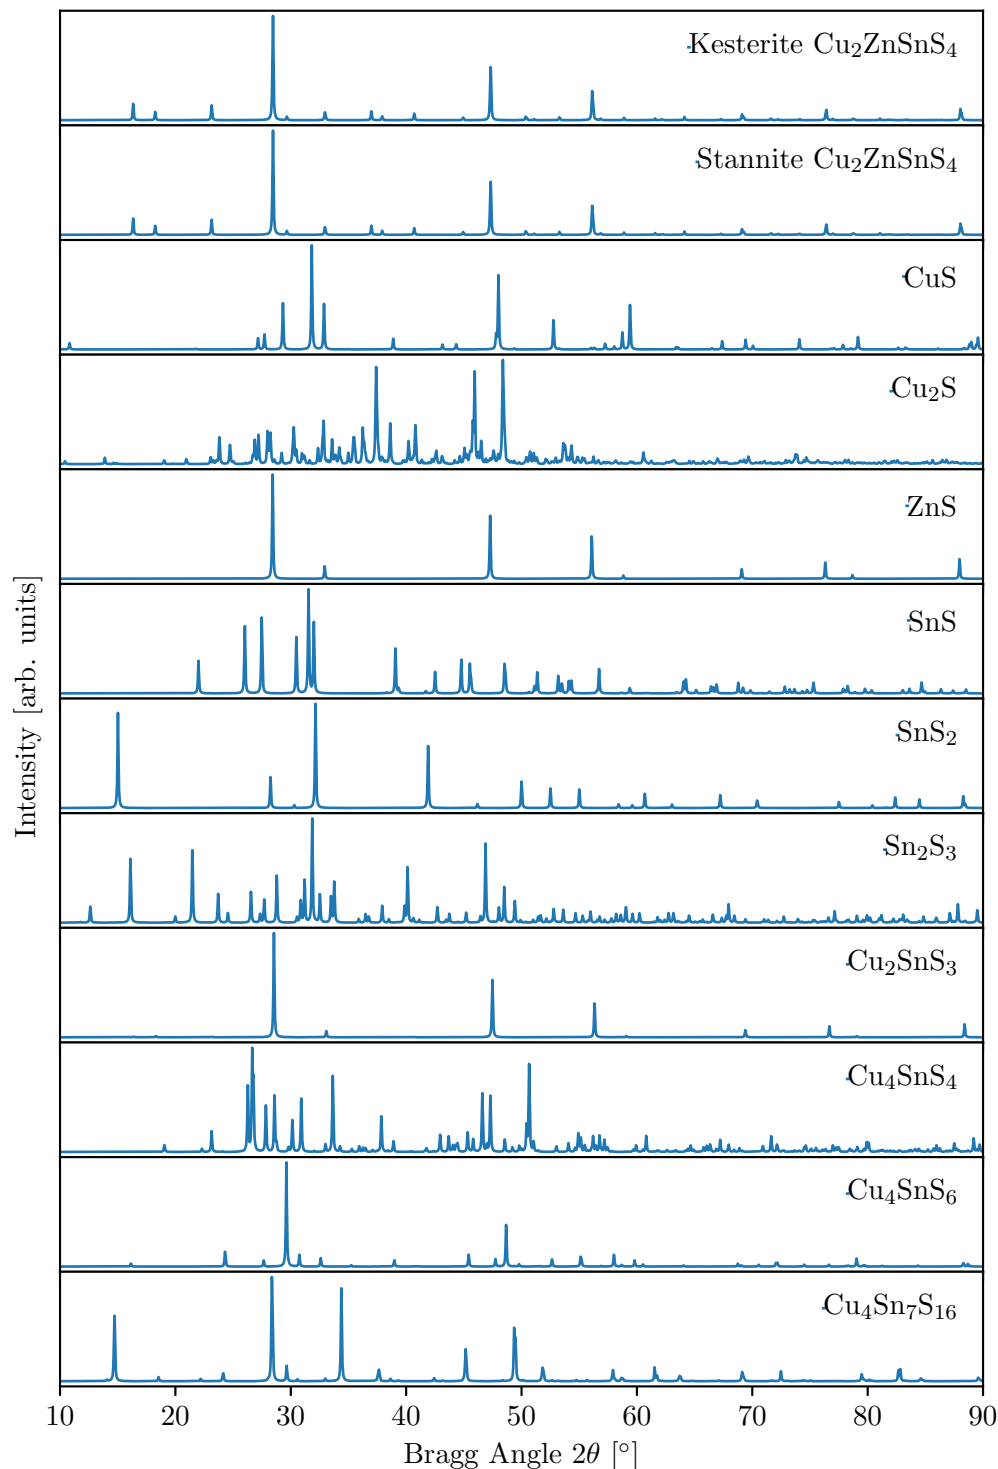 Kesterite Cu₂ZnSnS₄
Stannite Cu₂ZnSnS₄
CuS
Cu₂S
ZnS
SnS
SnS₂
Sn₂S₃
Cu₂SnS₃
Cu₄SnS₄
Cu₄SnS₆
Cu₄Sn₇S₁₆
Intensity [arb. units]
10 20 30 40 50 60 70 80 90
Bragg Angle 2θ [°]